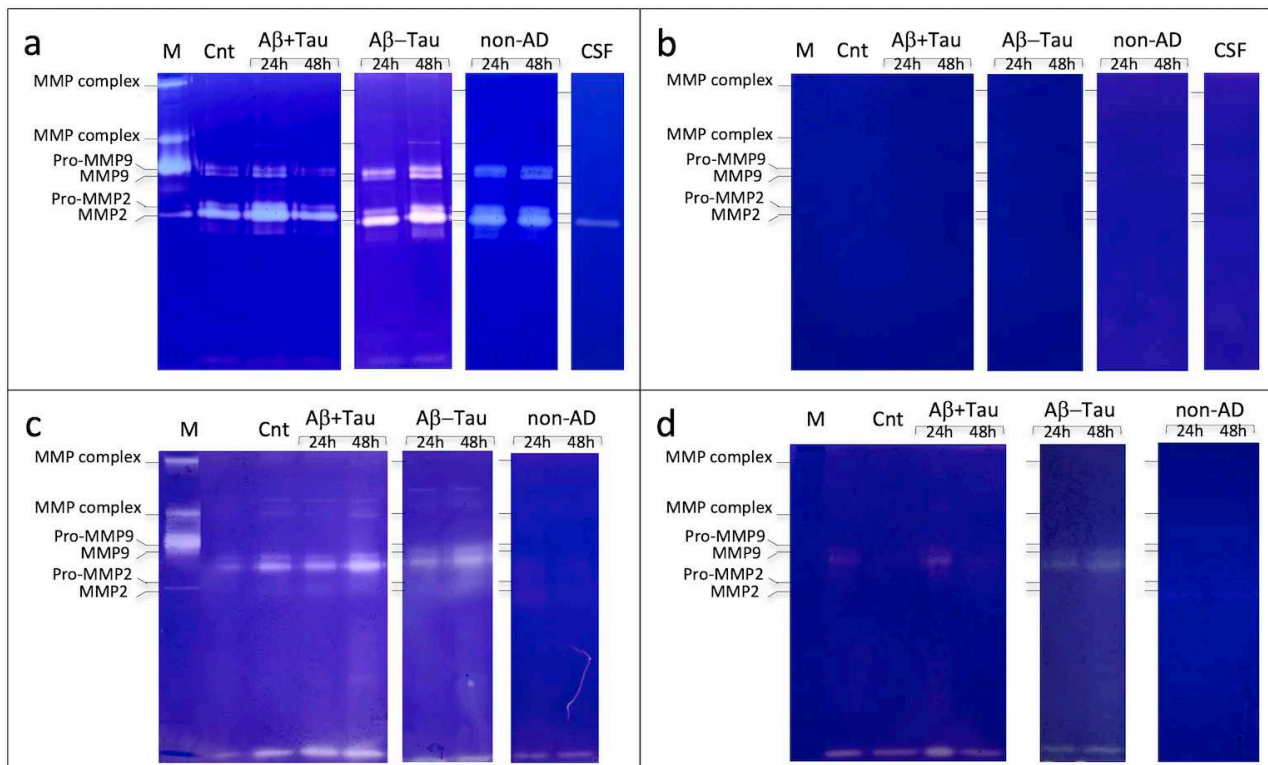 a
M Cnt Aβ+Tau Aβ–Tau non-AD CSF
24h 48h 24h 48h 24h 48h
MMP complex
MMP complex
Pro-MMP9
MMP9
Pro-MMP2
MMP2
b
M Cnt Aβ+Tau Aβ–Tau non-AD CSF
24h 48h 24h 48h 24h 48h
MMP complex
MMP complex
Pro-MMP9
MMP9
Pro-MMP2
MMP2
c
M Cnt Aβ+Tau Aβ–Tau non-AD
24h 48h 24h 48h 24h 48h
MMP complex
MMP complex
Pro-MMP9
MMP9
Pro-MMP2
MMP2
d
M Cnt Aβ+Tau Aβ–Tau non-AD
24h 48h 24h 48h 24h 48h
MMP complex
MMP complex
Pro-MMP9
MMP9
Pro-MMP2
MMP2